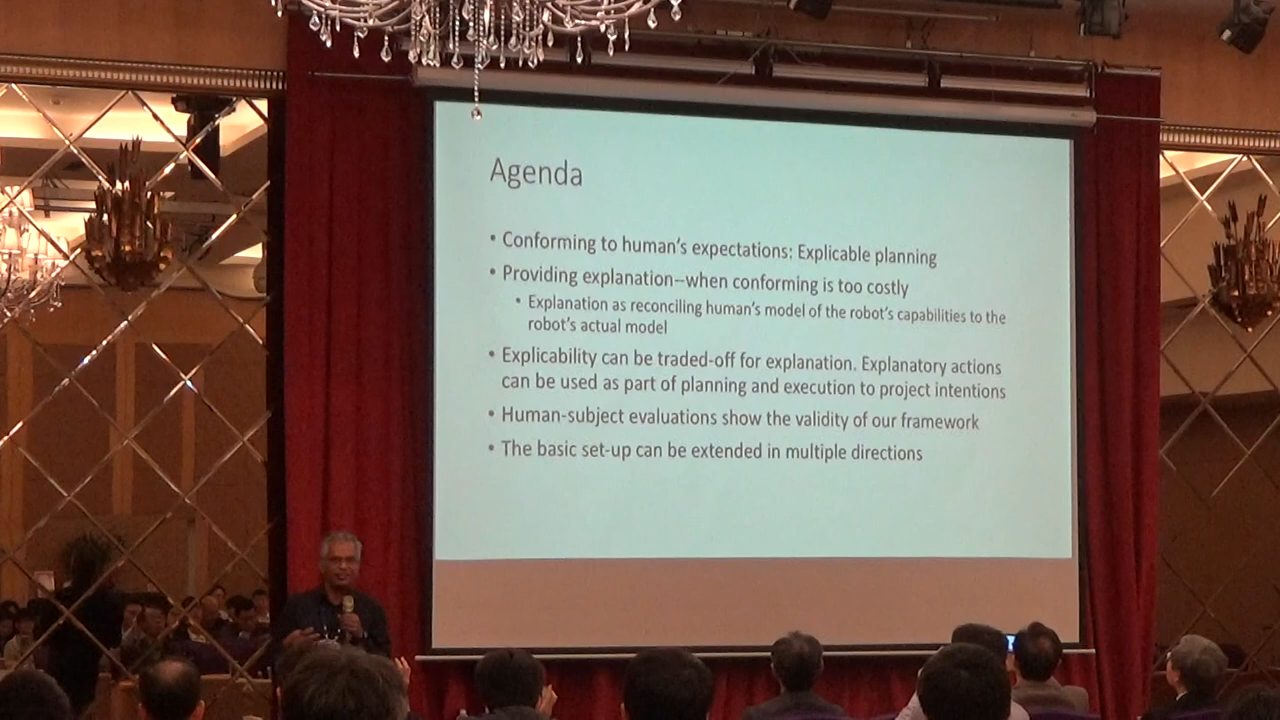 Agenda
• Conforming to human's expectations: Explicable planning
• Providing explanation--when conforming is too costly
• Explanation as reconciling human's model of the robot's capabilities to the
robot's actual model
• Explicability can be traded-off for explanation. Explanatory actions
can be used as part of planning and execution to project intentions
• Human-subject evaluations show the validity of our framework
• The basic set-up can be extended in multiple directions